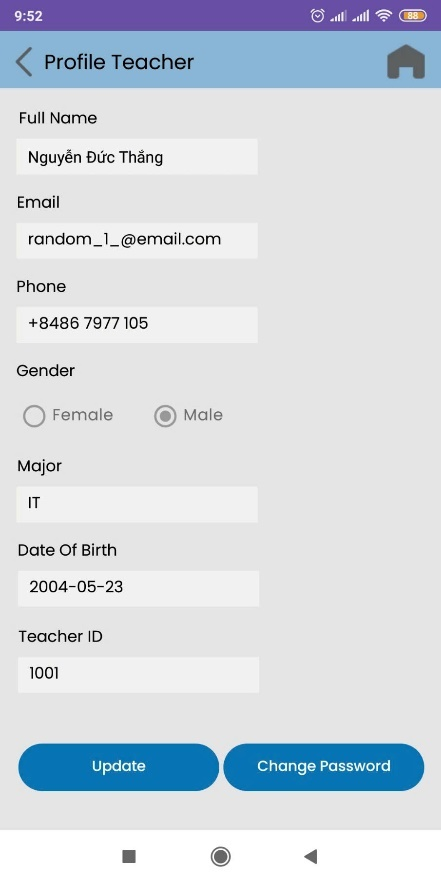 9:52
88
Profile Teacher
Full Name
Nguyễn Đức Thắng
Email
random_1_@email.com
Phone
+8486 7977 105
Gender
Female Male
Major
IT
Date Of Birth
2004-05-23
Teacher ID
1001
Update Change Password